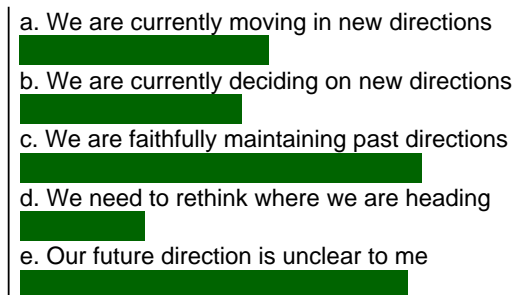 a. We are currently moving in new directions
b. We are currently deciding on new directions
c. We are faithfully maintaining past directions
d. We need to rethink where we are heading
e. Our future direction is unclear to me